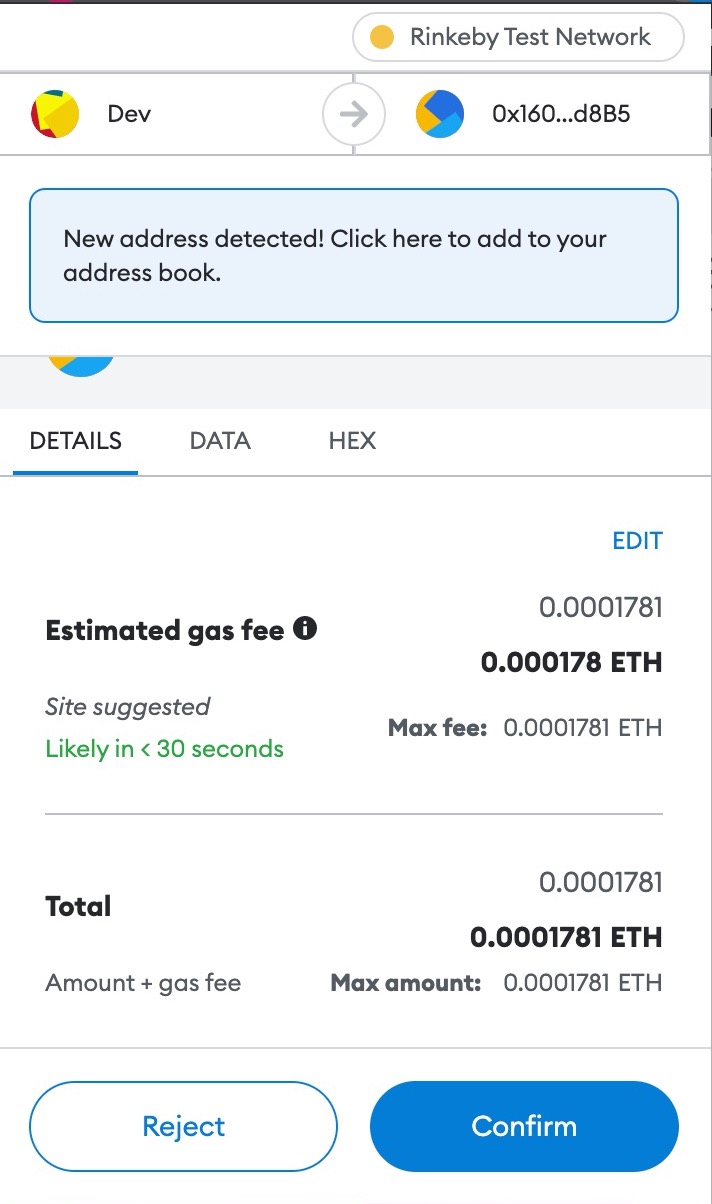 Rinkeby Test Network
Dev
0x160...d8B5
New address detected! Click here to add to your
address book.
DETAILS DATA HEX
EDIT
0.0001781
Estimated gas fee
0.000178 ETH
Site suggested
Max fee: 0.0001781 ETH
Likely in < 30 seconds
0.0001781
Total
0.0001781 ETH
Amount + gas fee Max amount: 0.0001781 ETH
Reject Confirm